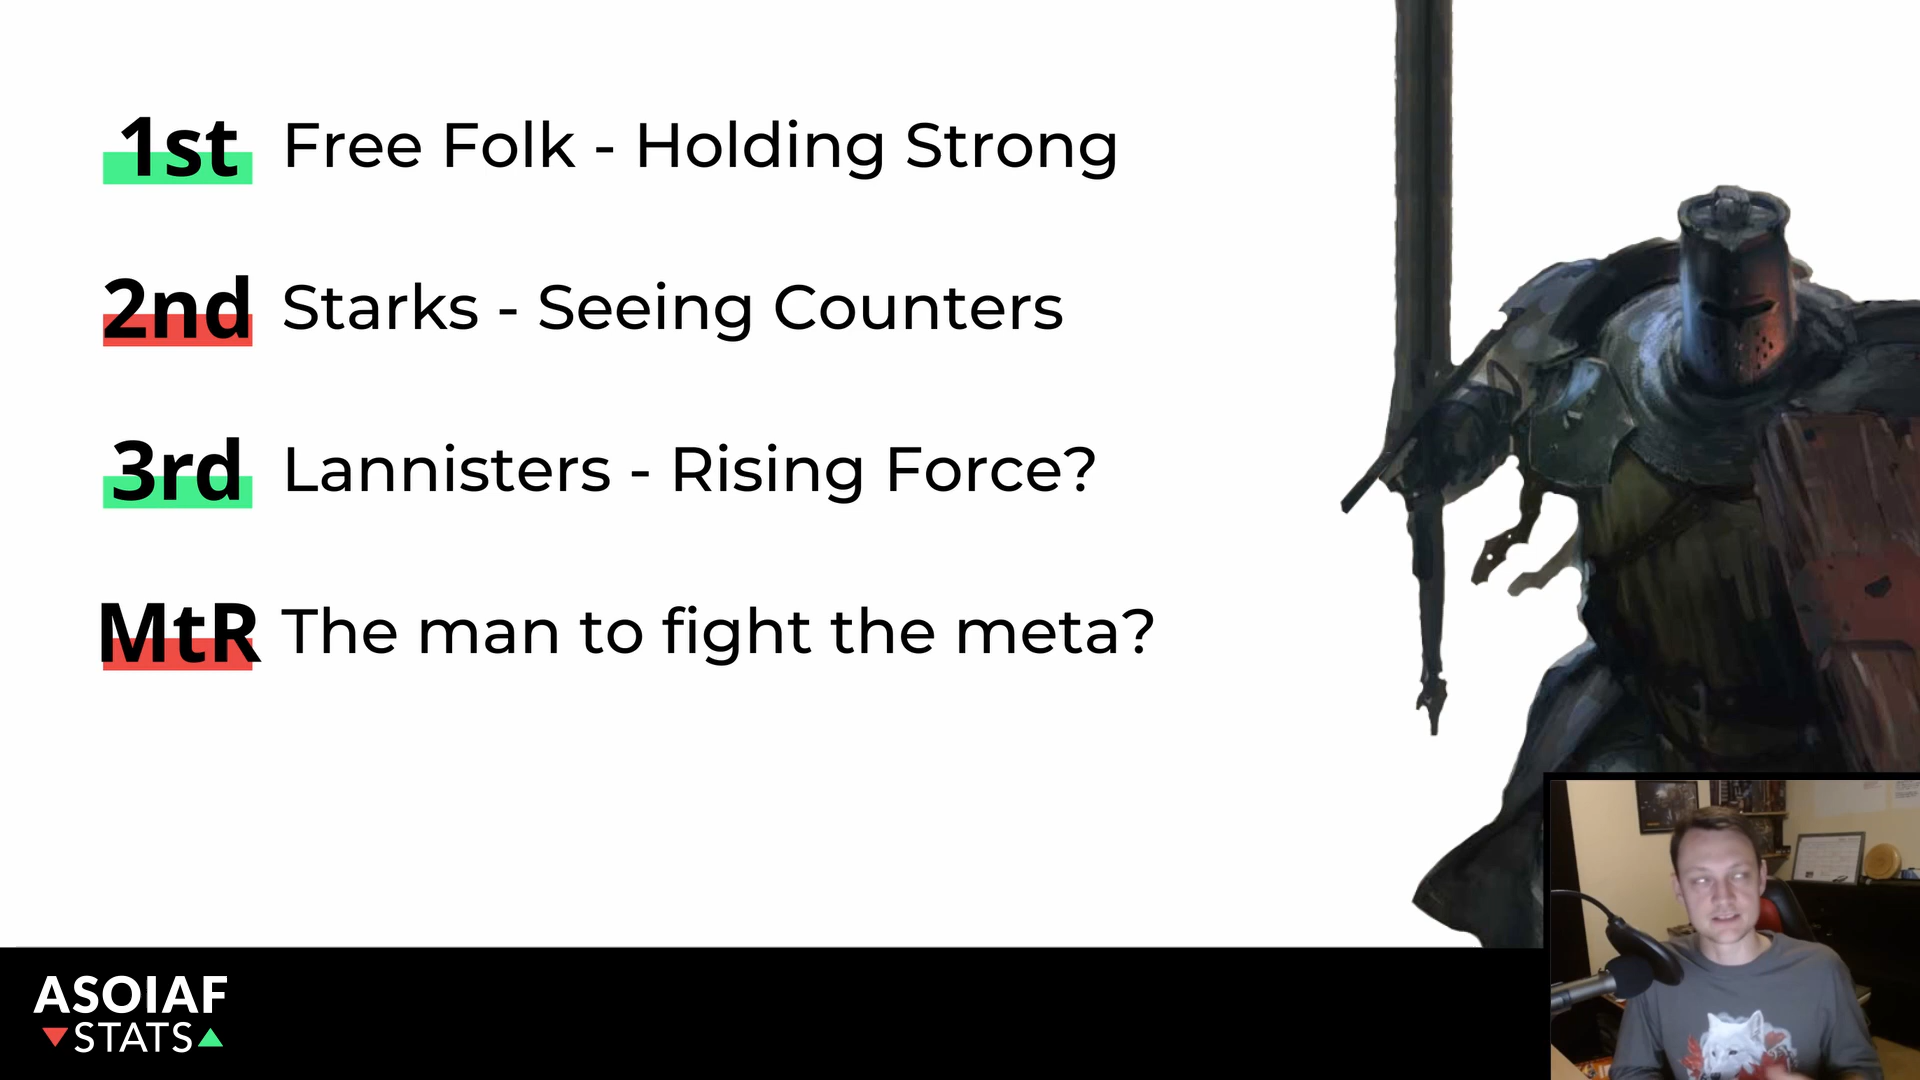 1st Free Folk - Holding Strong
2nd Starks - Seeing Counters
3rd Lannisters - Rising Force?
MtR The man to fight the meta?
ASOIAF
STATS